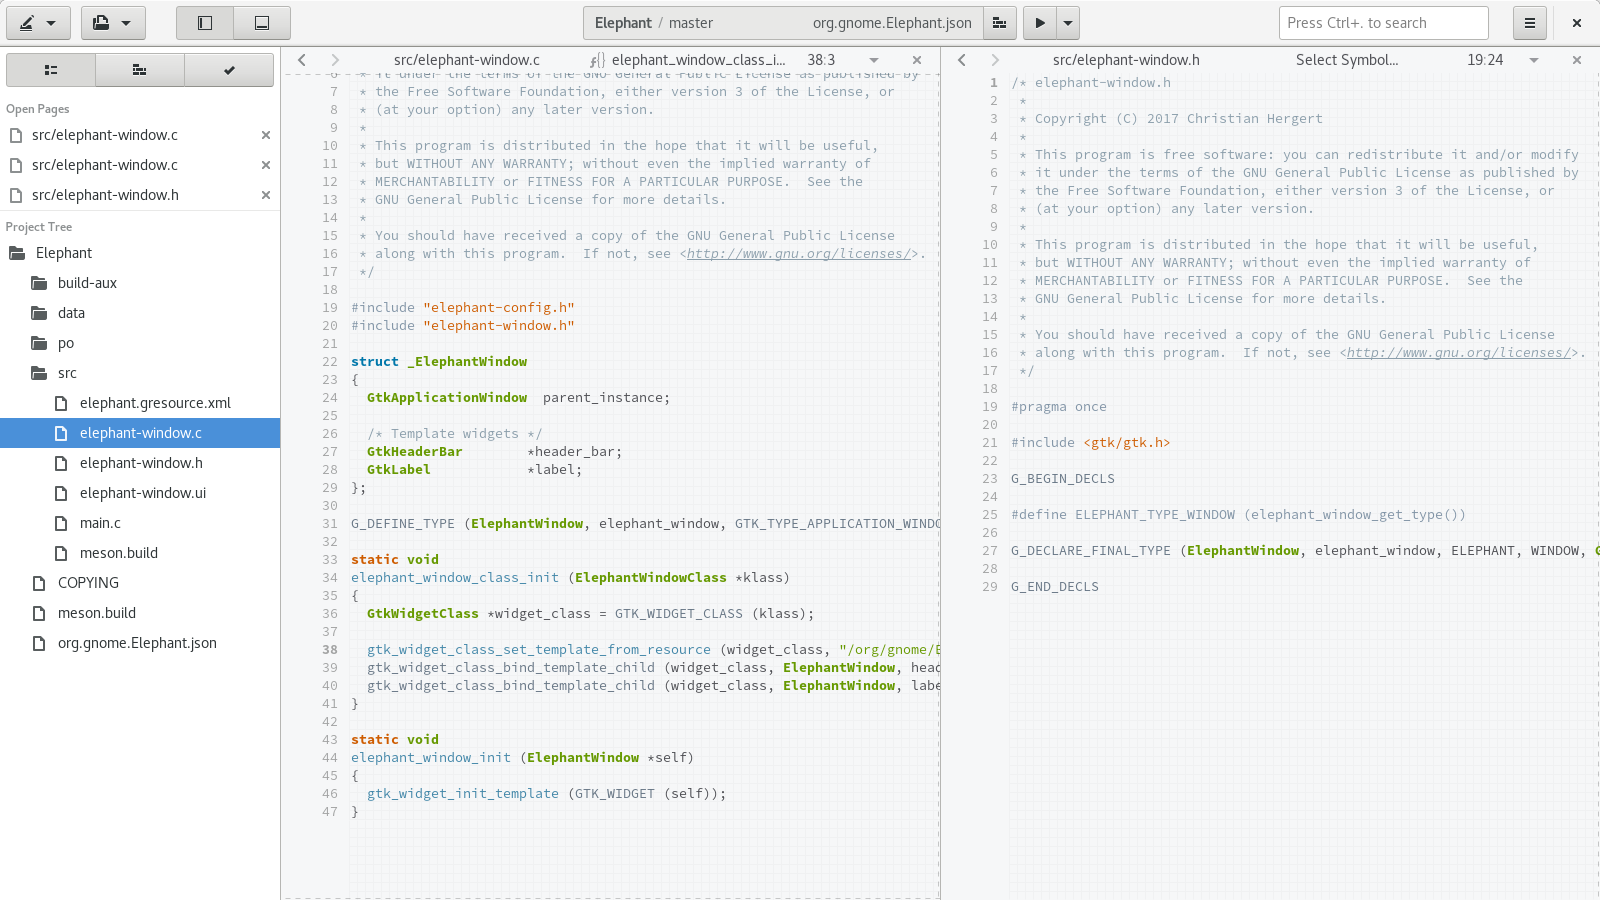 Elephant / master
org.gnome.Elephant.json
Press Ctrl+. to search
Open Pages
src/elephant-window.c
src/elephant-window.c
src/elephant-window.h
Project Tree
Elephant
build-aux
data
po
src
elephant.gresource.xml
elephant-window.c
elephant-window.h
elephant-window.ui
main.c
meson.build
COPYING
meson.build
org.gnome.Elephant.json
src/elephant-window.c
ƒ{} elephant_window_class_i... 38:3
6 * it under the terms of the GNU General Public License as published by
7 * the Free Software Foundation, either version 3 of the License, or
8 * (at your option) any later version.
9 *
10 * This program is distributed in the hope that it will be useful,
11 * but WITHOUT ANY WARRANTY; without even the implied warranty of
12 * MERCHANTABILITY or FITNESS FOR A PARTICULAR PURPOSE.  See the
13 * GNU General Public License for more details.
14 *
15 * You should have received a copy of the GNU General Public License
16 * along with this program.  If not, see <http://www.gnu.org/licenses/>.
17 */
18
19 #include "elephant-config.h"
20 #include "elephant-window.h"
21
22 struct _ElephantWindow
23 {
24   GtkApplicationWindow  parent_instance;
25
26   /* Template widgets */
27   GtkHeaderBar        *header_bar;
28   GtkLabel            *label;
29 };
30
31 G_DEFINE_TYPE (ElephantWindow, elephant_window, GTK_TYPE_APPLICATION_WINDO
32
33 static void
34 elephant_window_class_init (ElephantWindowClass *klass)
35 {
36   GtkWidgetClass *widget_class = GTK_WIDGET_CLASS (klass);
37
38   gtk_widget_class_set_template_from_resource (widget_class, "/org/gnome/E
39   gtk_widget_class_bind_template_child (widget_class, ElephantWindow, head
40   gtk_widget_class_bind_template_child (widget_class, ElephantWindow, labe
41 }
42
43 static void
44 elephant_window_init (ElephantWindow *self)
45 {
46   gtk_widget_init_template (GTK_WIDGET (self));
47 }
src/elephant-window.h
Select Symbol... 19:24
1 /* elephant-window.h
2 *
3 * Copyright (C) 2017 Christian Hergert
4 *
5 * This program is free software: you can redistribute it and/or modify
6 * it under the terms of the GNU General Public License as published by
7 * the Free Software Foundation, either version 3 of the License, or
8 * (at your option) any later version.
9 *
10 * This program is distributed in the hope that it will be useful,
11 * but WITHOUT ANY WARRANTY; without even the implied warranty of
12 * MERCHANTABILITY or FITNESS FOR A PARTICULAR PURPOSE.  See the
13 * GNU General Public License for more details.
14 *
15 * You should have received a copy of the GNU General Public License
16 * along with this program.  If not, see <http://www.gnu.org/licenses/>.
17 */
18
19 #pragma once
20
21 #include <gtk/gtk.h>
22
23 G_BEGIN_DECLS
24
25 #define ELEPHANT_TYPE_WINDOW (elephant_window_get_type())
26
27 G_DECLARE_FINAL_TYPE (ElephantWindow, elephant_window, ELEPHANT, WINDOW, G
28
29 G_END_DECLS